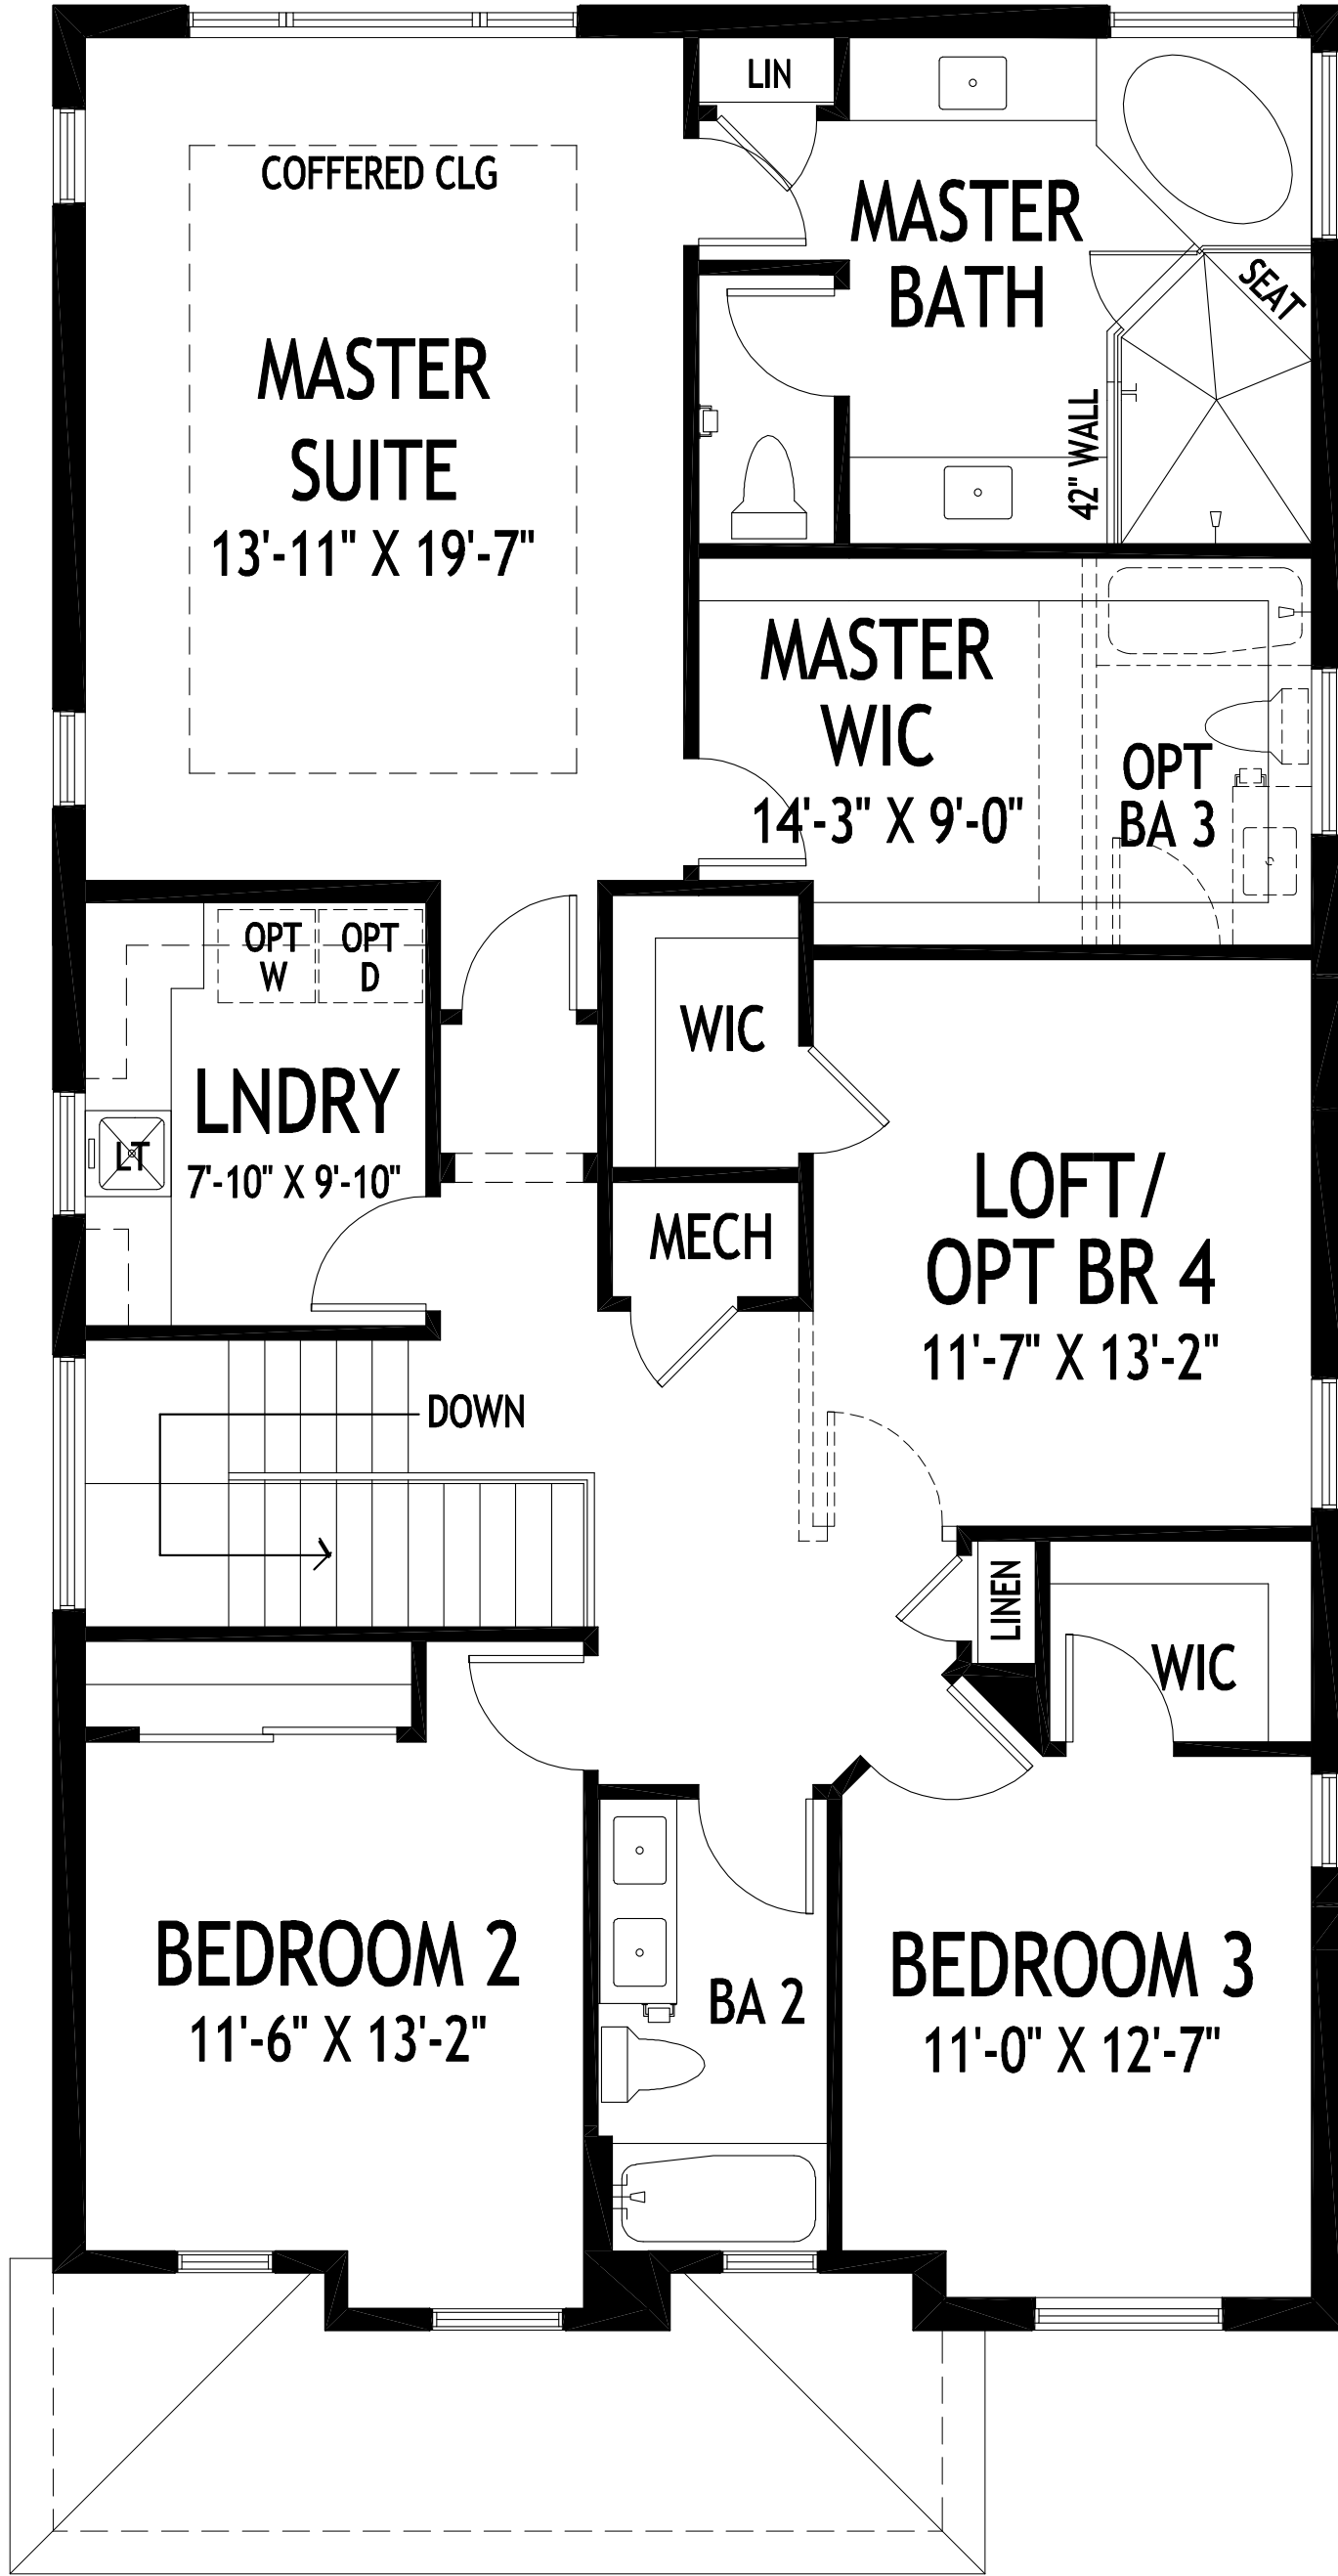 LIN
COFFERED CLG
MASTER
BATH
SEAT
MASTER
SUITE
13'-11" X 19'-7"
42" WALL
MASTER
WIC
14'-3" X 9'-0"
OPT
BA 3
OPT
W
OPT
D
WIC
LNDRY
7'-10" X 9'-10"
LT
LOFT/
OPT BR 4
11'-7" X 13'-2"
MECH
DOWN
LINEN
WIC
BEDROOM 2
11'-6" X 13'-2"
BA 2
BEDROOM 3
11'-0" X 12'-7"